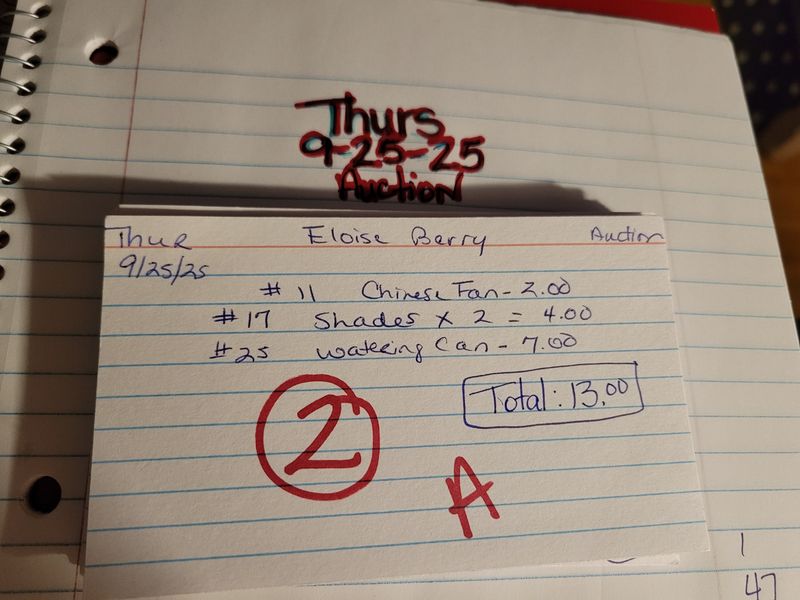 Thurs
9-25-25
Auction
Thur Eloise Berry Auction
9/25/25
# 11 Chinese Fan - 2.00
#17 Shades x 2 = 4.00
#25 Watering Can - 7.00
Total: 13.00
2
A
1
47